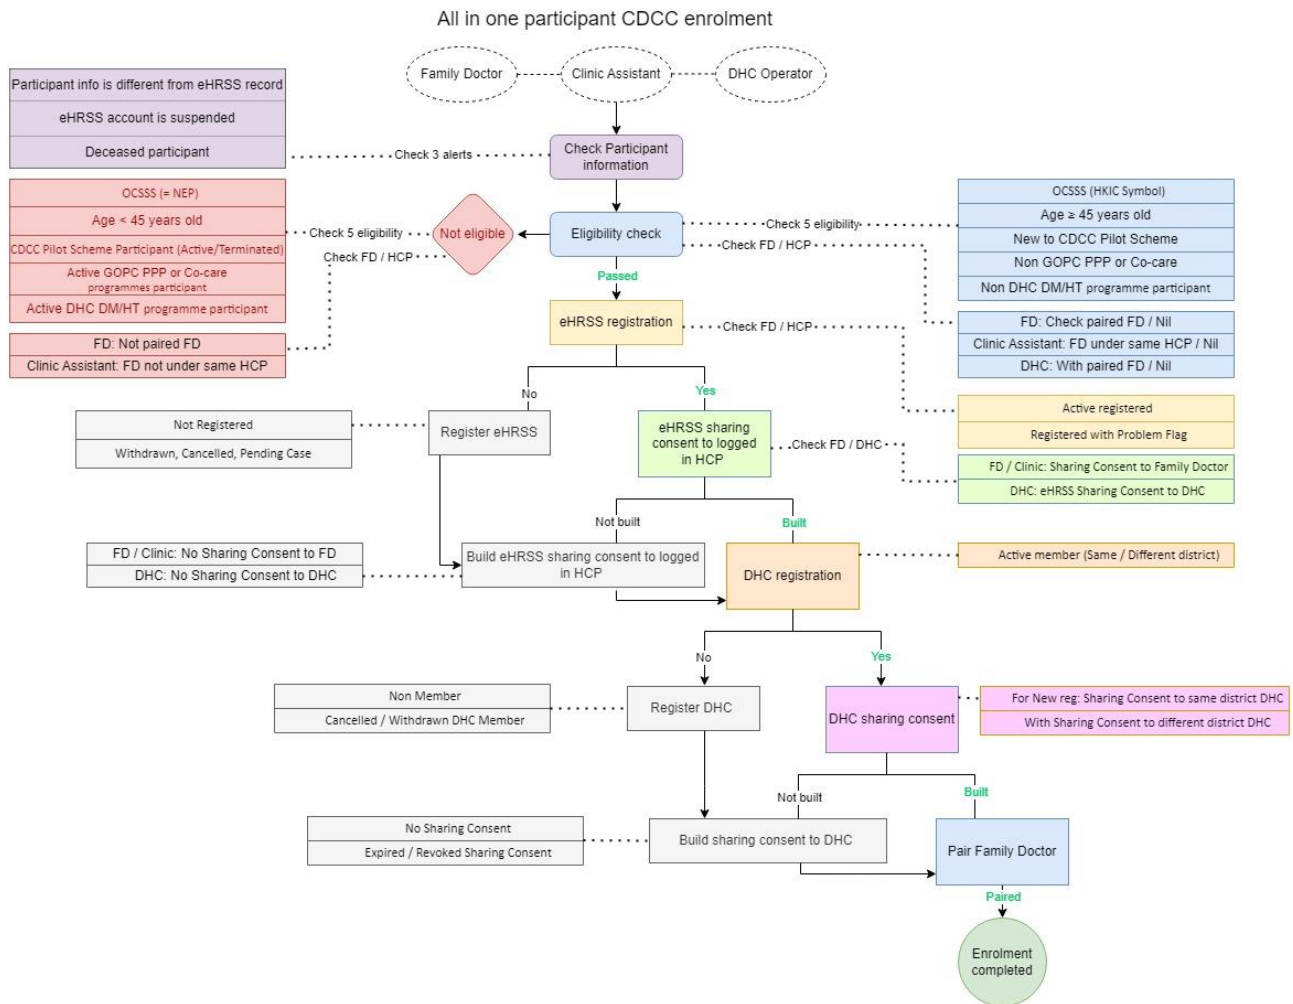 All in one participant CDCC enrolment
Family Doctor
Clinic Assistant
DHC Operator
Participant info is different from eHRSS record
eHRSS account is suspended
Deceased participant
Check 3 alerts
Check Participant
information
OCSSS (= NEP)
Age < 45 years old
CDCC Pilot Scheme Participant (Active/Terminated)
Active GOPC PPP or Co-care
programmes participant
Active DHC DM/HT programme participant
FD: Not paired FD
Clinic Assistant: FD not under same HCP
Check 5 eligibility
Check FD / HCP
Not eligible
Eligibility check
Check 5 eligibility
Check FD / HCP
OCSSS (HKIC Symbol)
Age ≥ 45 years old
New to CDCC Pilot Scheme
Non GOPC PPP or Co-care
Non DHC DM/HT programme participant
FD: Check paired FD / Nil
Clinic Assistant: FD under same HCP / Nil
DHC: With paired FD / Nil
Passed
eHRSS registration
Check FD / HCP
Active registered
Registered with Problem Flag
No
Yes
Not Registered
Withdrawn, Cancelled, Pending Case
Register eHRSS
eHRSS sharing
consent to logged
in HCP
Check FD / DHC
FD / Clinic: Sharing Consent to Family Doctor
DHC: eHRSS Sharing Consent to DHC
Not built
Built
FD / Clinic: No Sharing Consent to FD
DHC: No Sharing Consent to DHC
Build eHRSS sharing consent to logged
in HCP
DHC registration
Active member (Same / Different district)
No
Yes
Non Member
Cancelled / Withdrawn DHC Member
Register DHC
DHC sharing consent
For New reg: Sharing Consent to same district DHC
With Sharing Consent to different district DHC
Not built
Built
No Sharing Consent
Expired / Revoked Sharing Consent
Build sharing consent to DHC
Pair Family Doctor
Paired
Enrolment
completed